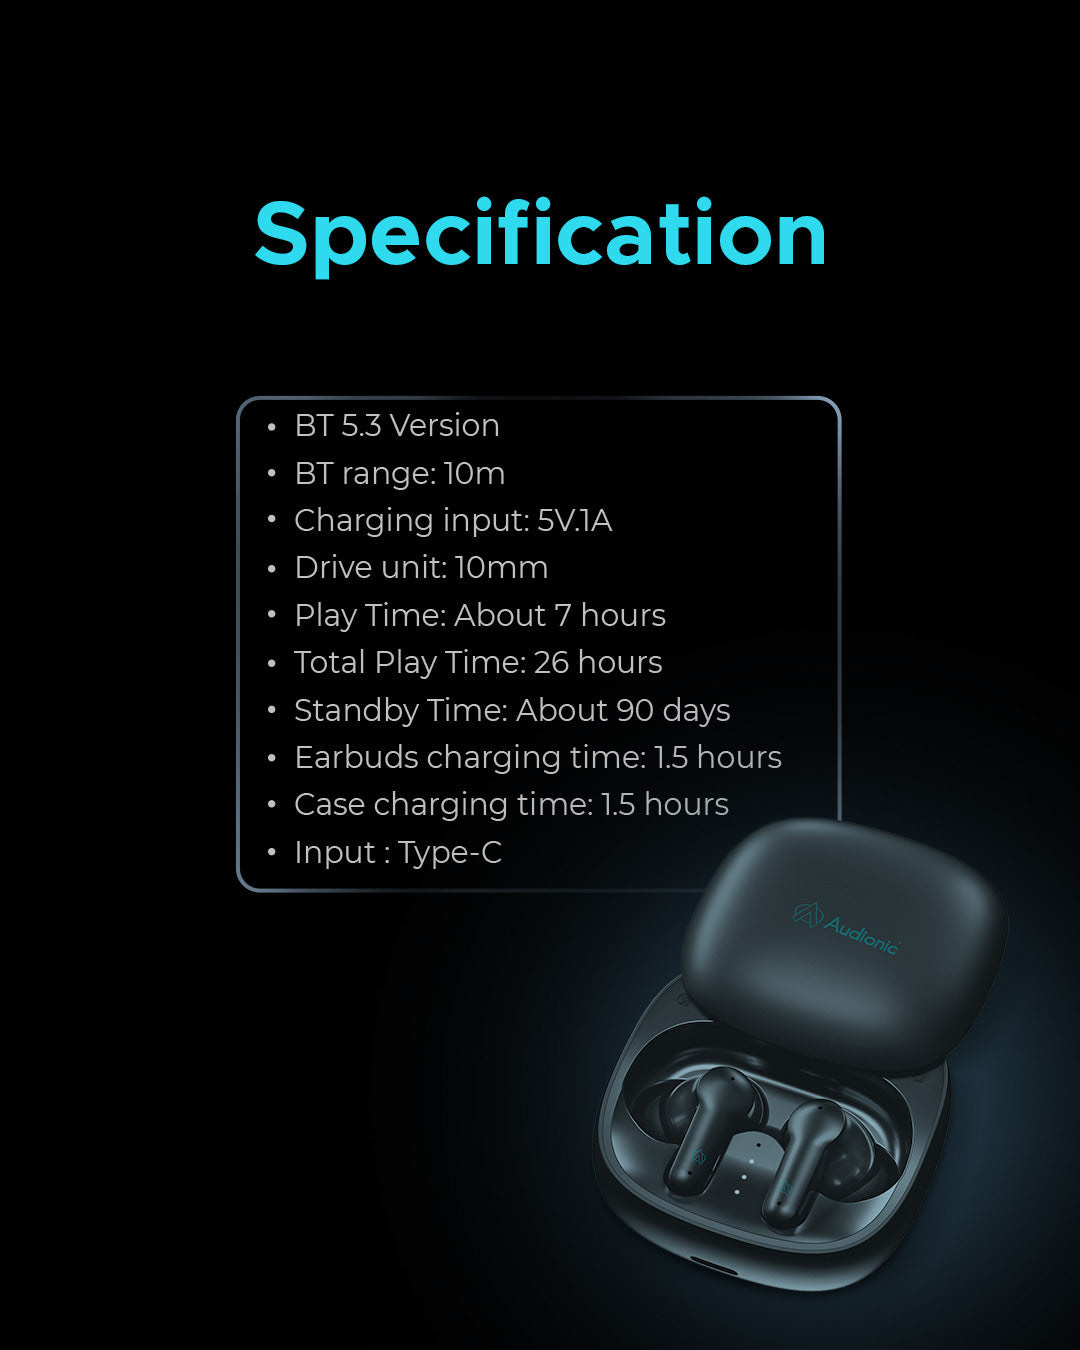 Specification
• BT 5.3 Version
• BT range: 10m
• Charging input: 5V.1A
• Drive unit: 10mm
• Play Time: About 7 hours
• Total Play Time: 26 hours
• Standby Time: About 90 days
• Earbuds charging time: 1.5 hours
• Case charging time: 1.5 hours
• Input : Type-C
Audionic